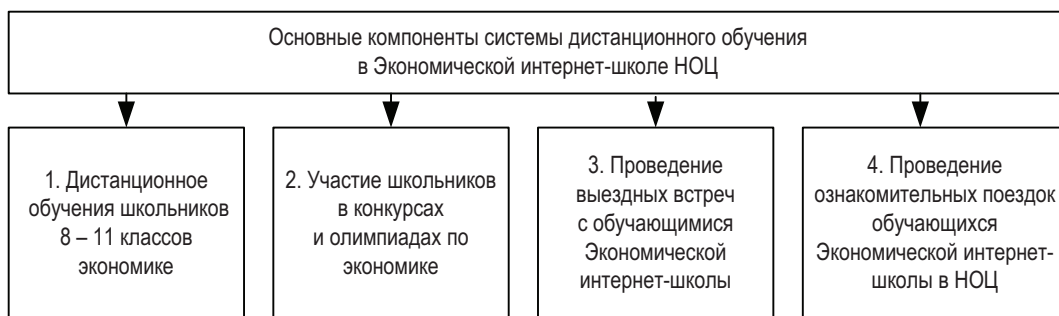 Основные компоненты системы дистанционного обучения
в Экономической интернет-школе НОЦ
1. Дистанционное
обучения школьников
8 – 11 классов
экономике
2. Участие школьников
в конкурсах
и олимпиадах по
экономике
3. Проведение
выездных встреч
с обучающимися
Экономической
интернет-школы
4. Проведение
ознакомительных поездок
обучающихся
Экономической интернет-
школы в НОЦ